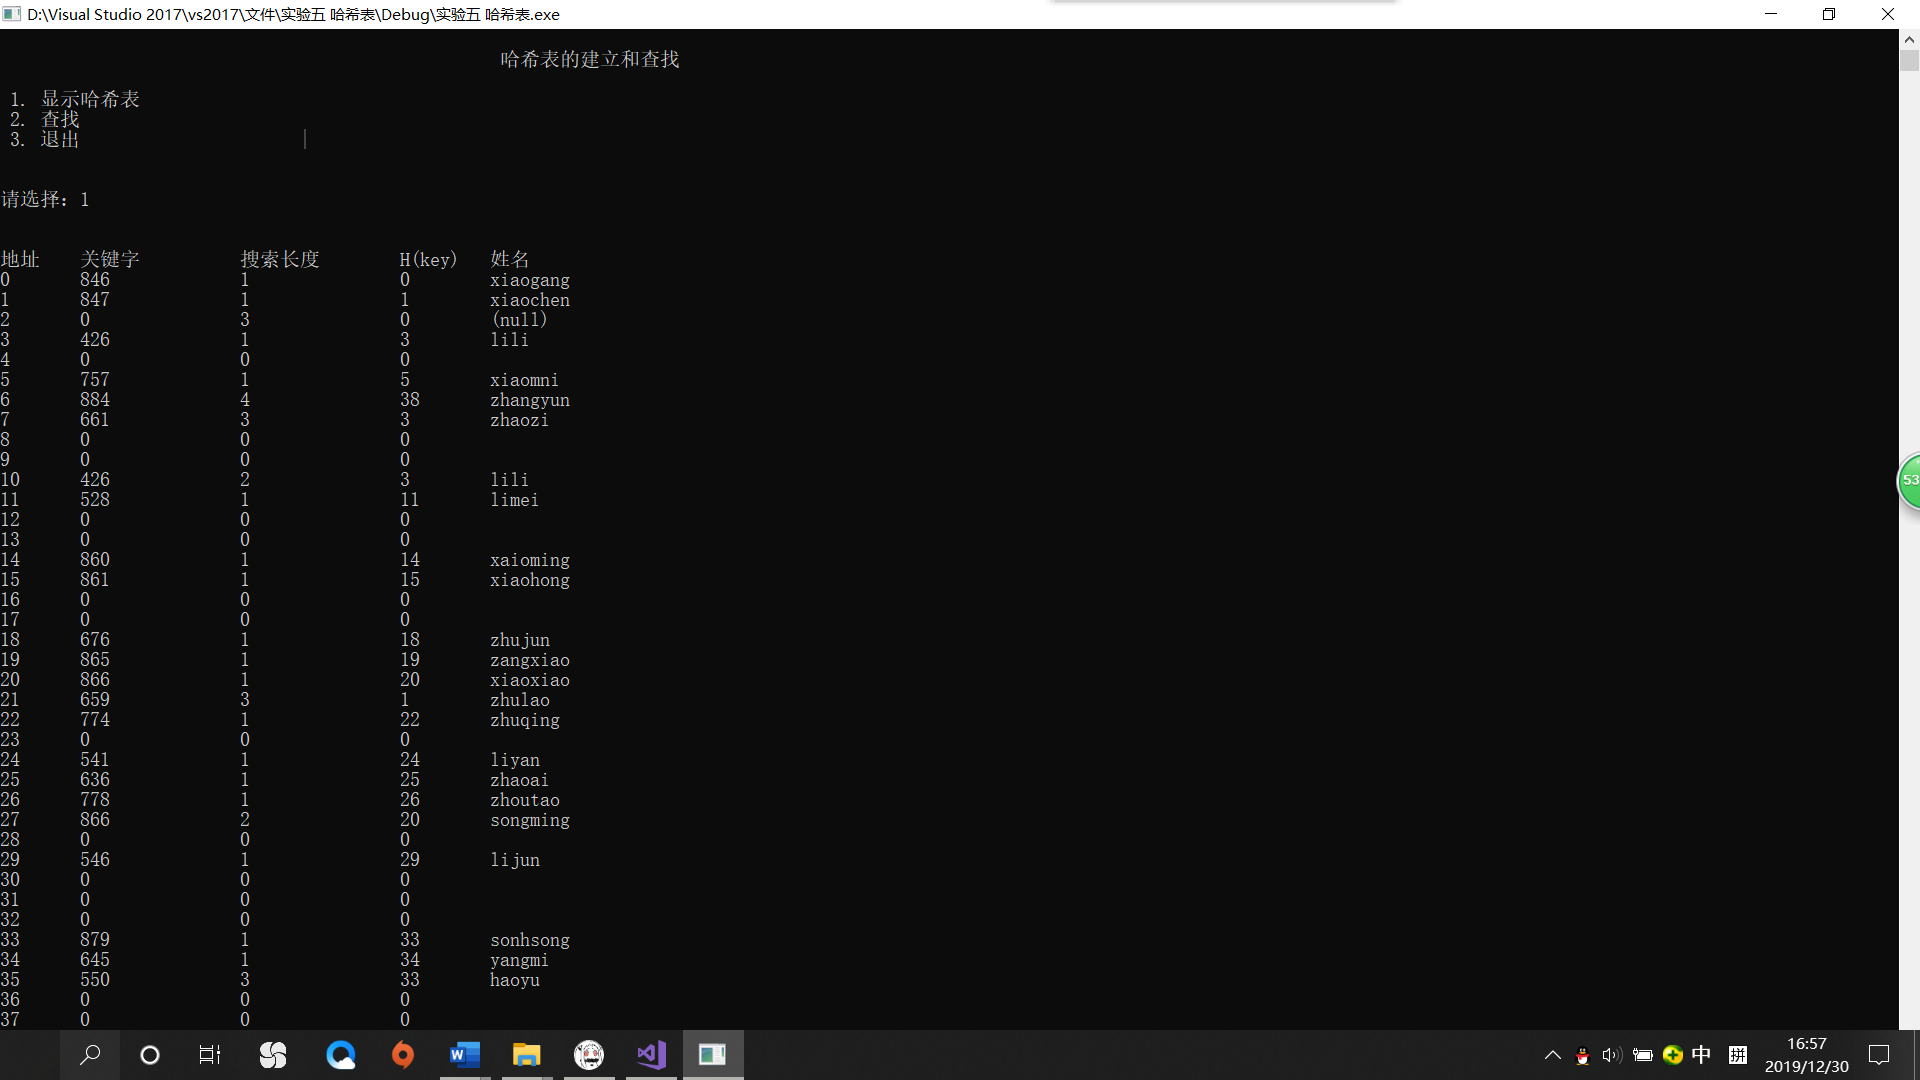 D:\Visual Studio 2017\vs2017\文件\实验五 哈希表\Debug\实验五 哈希表.exe
哈希表的建立和查找
1. 显示哈希表
2. 查找
3. 退出
请选择：1
地址 关键字 搜索长度 H(key) 姓名
0 846 1 0 xiaogang
1 847 1 1 xiaochen
2 0 3 0 (null)
3 426 1 3 lili
4 0 0 0
5 757 1 5 xiaomni
6 884 4 38 zhangyun
7 661 3 3 zhaozi
8 0 0 0
9 0 0 0
10 426 2 3 lili
11 528 1 11 limei
12 0 0 0
13 0 0 0
14 860 1 14 xaioming
15 861 1 15 xiaohong
16 0 0 0
17 0 0 0
18 676 1 18 zhujun
19 865 1 19 zangxiao
20 866 1 20 xiaoxiao
21 659 3 1 zhulao
22 774 1 22 zhuqing
23 0 0 0
24 541 1 24 liyan
25 636 1 25 zhaoai
26 778 1 26 zhoutao
27 866 2 20 songming
28 0 0 0
29 546 1 29 lijun
30 0 0 0
31 0 0 0
32 0 0 0
33 879 1 33 sonhsong
34 645 1 34 yangmi
35 550 3 33 haoyu
36 0 0 0
37 0 0 0
53
中 拼 16:57
2019/12/30